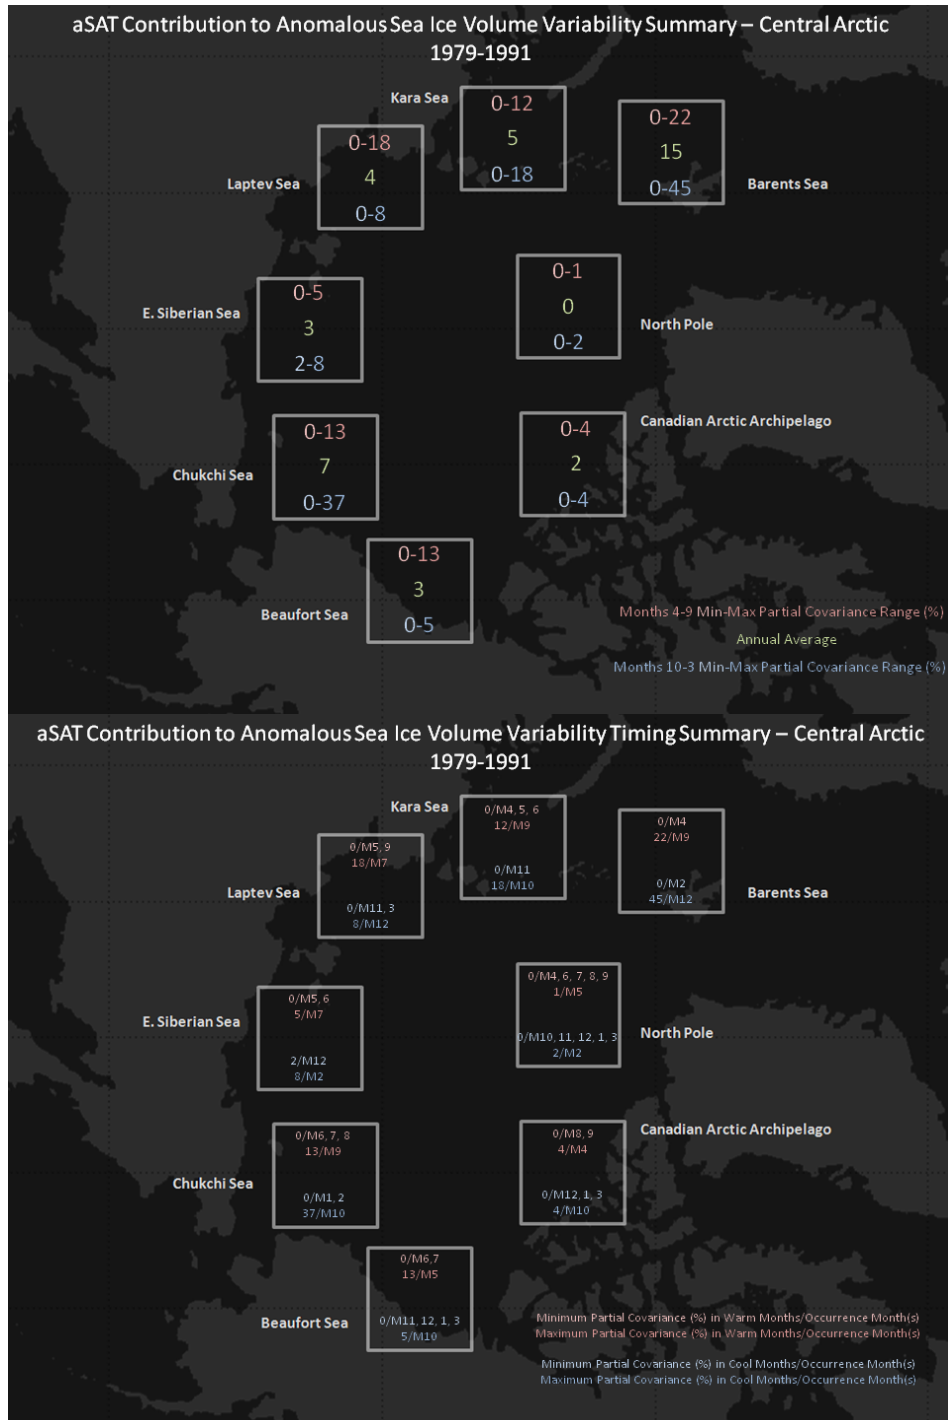 aSAT Contribution to Anomalous Sea Ice Volume Variability Summary – Central Arctic
1979-1991
Kara Sea
0-12
5
0-18
0-22
15
0-45
Barents Sea
Laptev Sea
0-18
4
0-8
E. Siberian Sea
0-5
3
2-8
0-1
0
0-2
North Pole
Chukchi Sea
0-13
7
0-37
0-4
2
0-4
Canadian Arctic Archipelago
Beaufort Sea
0-13
3
0-5
Months 4-9 Min-Max Partial Covariance Range (%)
Annual Average
Months 10-3 Min-Max Partial Covariance Range (%)
aSAT Contribution to Anomalous Sea Ice Volume Variability Timing Summary – Central Arctic
1979-1991
Kara Sea
0/M4, 5, 6
12/M9
0/M11
18/M10
0/M4
22/M9
0/M2
45/M12
Barents Sea
Laptev Sea
0/M5, 9
18/M7
0/M11, 3
8/M12
E. Siberian Sea
0/M5, 6
5/M7
2/M12
8/M2
0/M4, 6, 7, 8, 9
1/M5
0/M10, 11, 12, 1, 3
2/M2
North Pole
Chukchi Sea
0/M6, 7, 8
13/M9
0/M1, 2
37/M10
0/M8, 9
4/M4
0/M12, 1, 3
4/M10
Canadian Arctic Archipelago
Beaufort Sea
0/M6,7
13/M5
0/M11, 12, 1, 3
5/M10
Minimum Partial Covariance (%) in Warm Months/Occurrence Month(s)
Maximum Partial Covariance (%) in Warm Months/Occurrence Month(s)
Minimum Partial Covariance (%) in Cool Months/Occurrence Month(s)
Maximum Partial Covariance (%) in Cool Months/Occurrence Month(s)